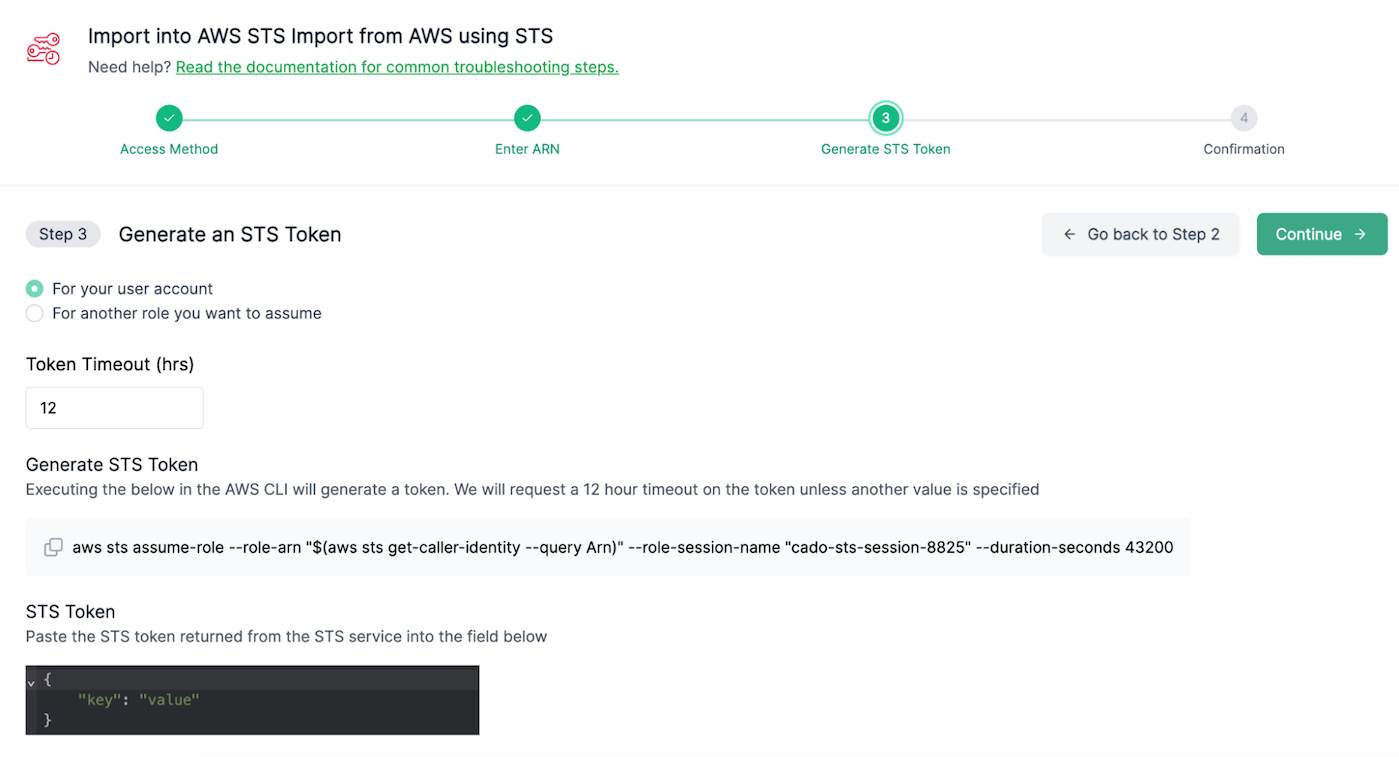 Import into AWS STS Import from AWS using STS
Need help? Read the documentation for common troubleshooting steps.
3
4
Access Method
Enter ARN
Generate STS Token
Confirmation
Step 3
Generate an STS Token
← Go back to Step 2
Continue →
For your user account
For another role you want to assume
Token Timeout (hrs)
12
Generate STS Token
Executing the below in the AWS CLI will generate a token. We will request a 12 hour timeout on the token unless another value is specified
aws sts assume-role --role-arn "$(aws sts get-caller-identity --query Arn)" --role-session-name "cado-sts-session-8825" --duration-seconds 43200
STS Token
Paste the STS token returned from the STS service into the field below
{
"key": "value"
}